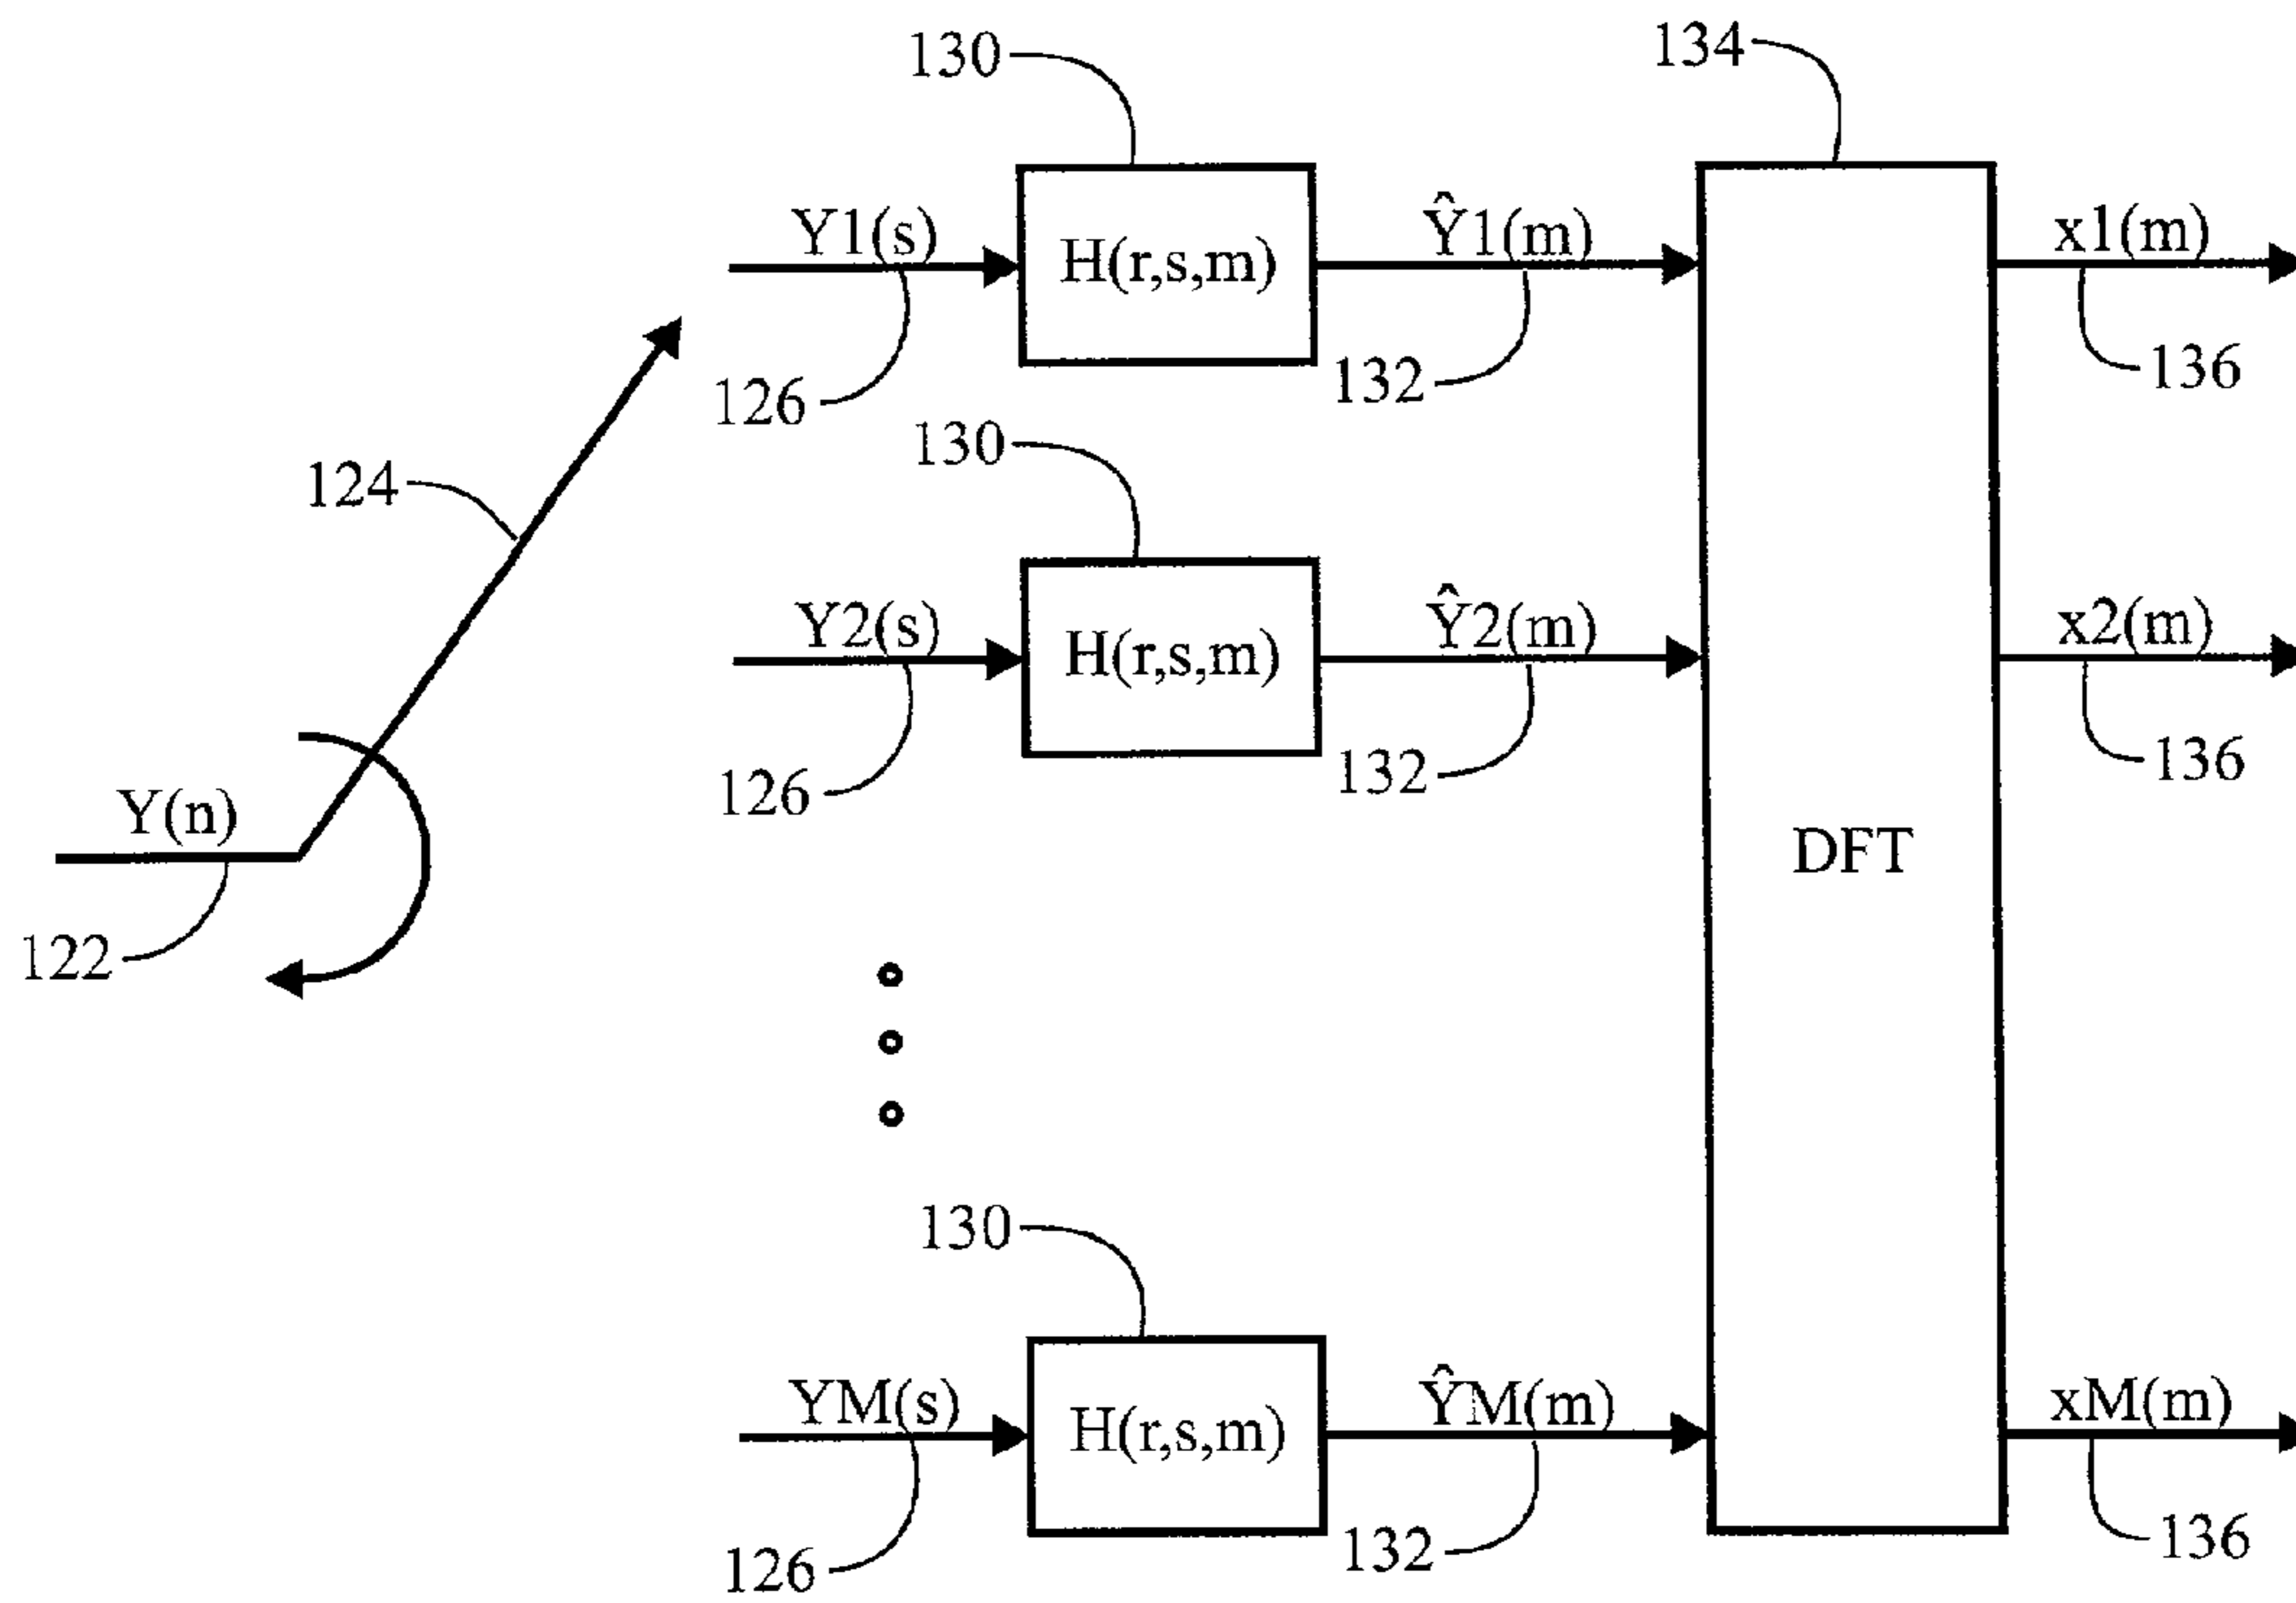 130
134
Y1(s)
H(r,s,m)
Ŷ1(m)
x1(m)
126
132
136
130
124
Y2(s)
H(r,s,m)
Ŷ2(m)
x2(m)
126
132
136
Y(n)
122
DFT
130
YM(s)
H(r,s,m)
ŶM(m)
xM(m)
126
132
136